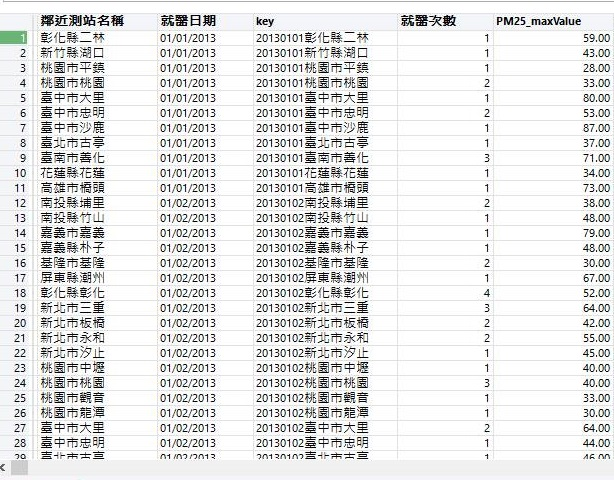 鄰近測站名稱 就醫日期 key 就醫次數 PM25_maxValue
1 彰化縣二林 01/01/2013 20130101彰化縣二林 1 59.00
2 新竹縣湖口 01/01/2013 20130101新竹縣湖口 1 43.00
3 桃園市平鎮 01/01/2013 20130101桃園市平鎮 1 28.00
4 桃園市桃園 01/01/2013 20130101桃園市桃園 2 33.00
5 臺中市大里 01/01/2013 20130101臺中市大里 1 80.00
6 臺中市忠明 01/01/2013 20130101臺中市忠明 2 53.00
7 臺中市沙鹿 01/01/2013 20130101臺中市沙鹿 1 87.00
8 臺北市古亭 01/01/2013 20130101臺北市古亭 1 37.00
9 臺南市善化 01/01/2013 20130101臺南市善化 3 71.00
10 花蓮縣花蓮 01/01/2013 20130101花蓮縣花蓮 1 34.00
11 高雄市橋頭 01/01/2013 20130101高雄市橋頭 1 73.00
12 南投縣埔里 01/02/2013 20130102南投縣埔里 2 38.00
13 南投縣竹山 01/02/2013 20130102南投縣竹山 1 48.00
14 嘉義市嘉義 01/02/2013 20130102嘉義市嘉義 1 79.00
15 嘉義縣朴子 01/02/2013 20130102嘉義縣朴子 1 48.00
16 基隆市基隆 01/02/2013 20130102基隆市基隆 2 30.00
17 屏東縣潮州 01/02/2013 20130102屏東縣潮州 1 67.00
18 彰化縣彰化 01/02/2013 20130102彰化縣彰化 4 52.00
19 新北市三重 01/02/2013 20130102新北市三重 3 64.00
20 新北市板橋 01/02/2013 20130102新北市板橋 2 42.00
21 新北市永和 01/02/2013 20130102新北市永和 2 55.00
22 新北市汐止 01/02/2013 20130102新北市汐止 1 45.00
23 桃園市中壢 01/02/2013 20130102桃園市中壢 1 40.00
24 桃園市桃園 01/02/2013 20130102桃園市桃園 3 40.00
25 桃園市觀音 01/02/2013 20130102桃園市觀音 1 33.00
26 桃園市龍潭 01/02/2013 20130102桃園市龍潭 1 30.00
27 臺中市大里 01/02/2013 20130102臺中市大里 2 64.00
28 臺中市忠明 01/02/2013 20130102臺中市忠明 1 44.00
29 臺北市古亭 01/02/2013 20130102臺北市古亭 1 46.00